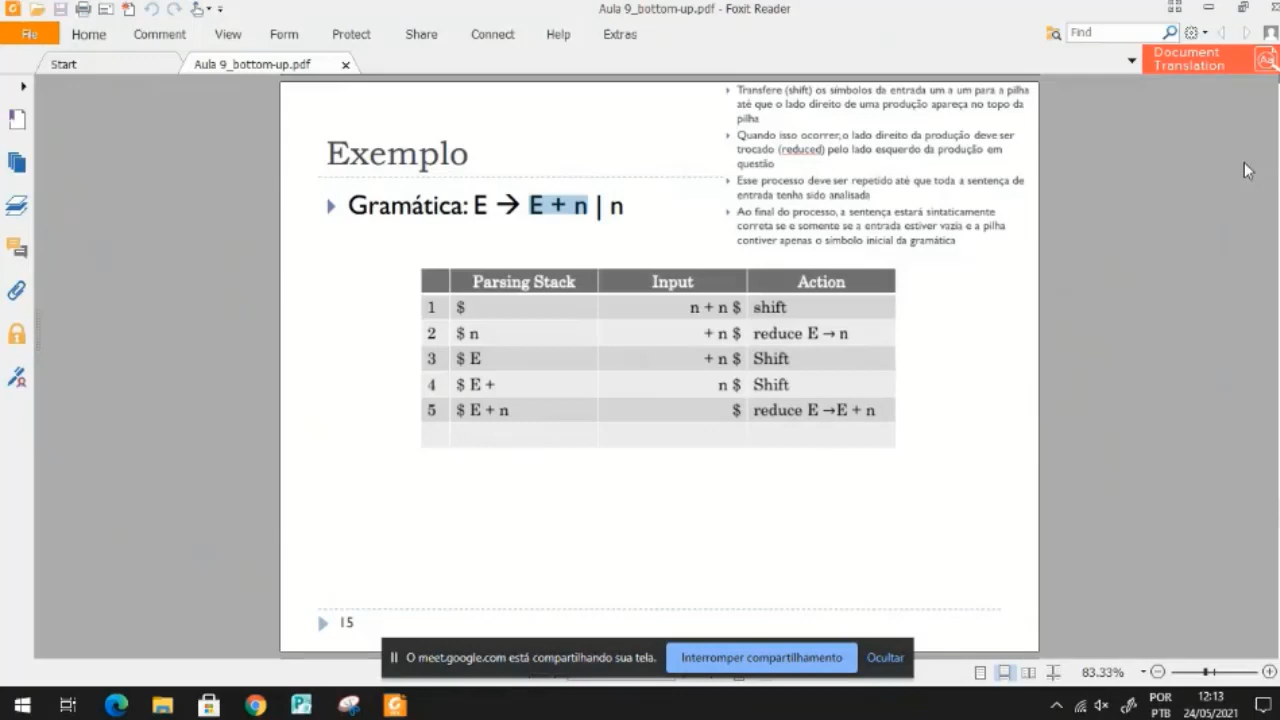 Aula 9_bottom-up.pdf - Foxit Reader
File Home Comment View Form Protect Share Connect Help Extras
Find
Document
Translation
Start
Aula 9_bottom-up.pdf
Transfere (shift) os símbolos da entrada um a um para a pilha
até que o lado direito de uma produção apareça no topo da
pilha
Quando isso ocorrer, o lado direito da produção deve ser
trocado (reduced) pelo lado esquerdo da produção em
questão
Esse processo deve ser repetido até que toda a sentença de
entrada tenha sido analisada
Ao final do processo, a sentença estará sintaticamente
correta se e somente se a entrada estiver vazia e a pilha
contiver apenas o símbolo inicial da gramática
Exemplo
Gramática: E → E + n | n
Parsing Stack Input Action
1 $ n + n $ shift
2 $ n + n $ reduce E → n
3 $ E + n $ Shift
4 $ E + n $ Shift
5 $ E + n $ reduce E →E + n
15
O meet.google.com está compartilhando sua tela. Interromper compartilhamento Ocultar
83.33%
POR
PTB
12:13
24/05/2021